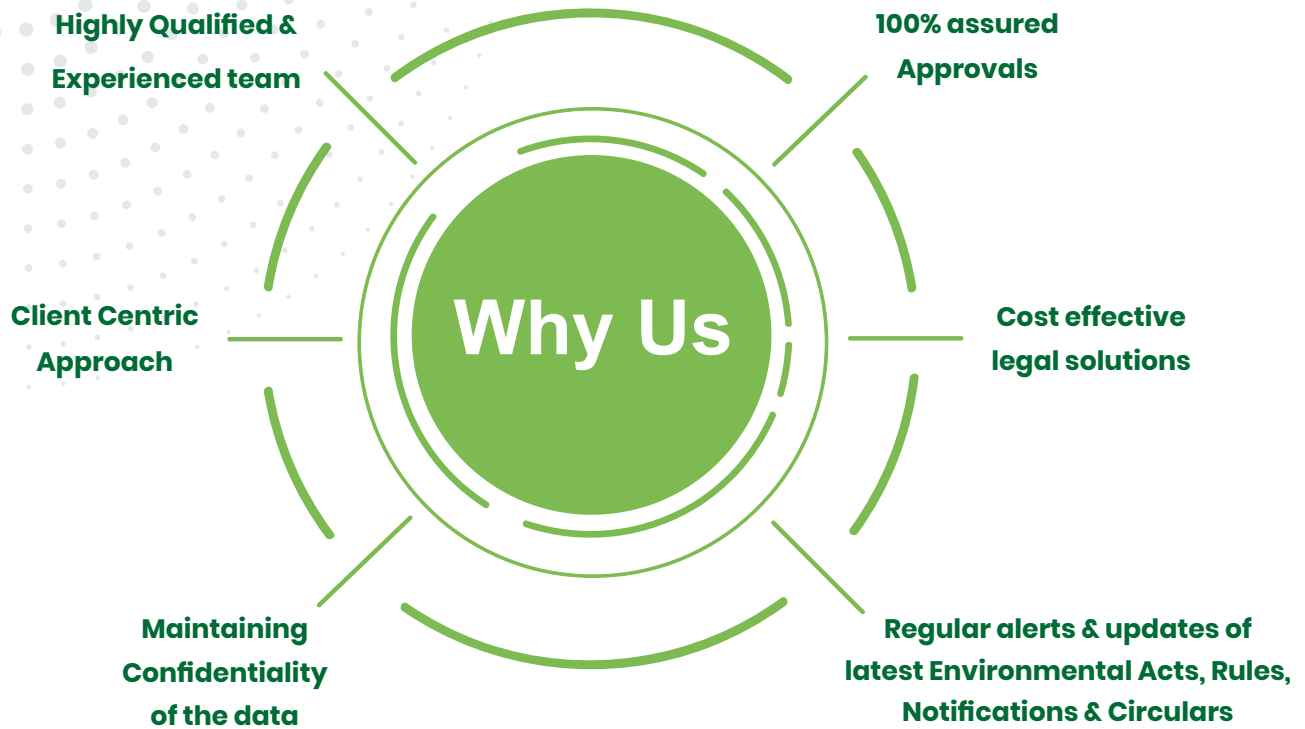 Highly Qualified &
Experienced team
100% assured
Approvals
Client Centric
Approach
Why Us
Cost effective
legal solutions
Maintaining
Confidentiality
of the data
Regular alerts & updates of
latest Environmental Acts, Rules,
Notifications & Circulars